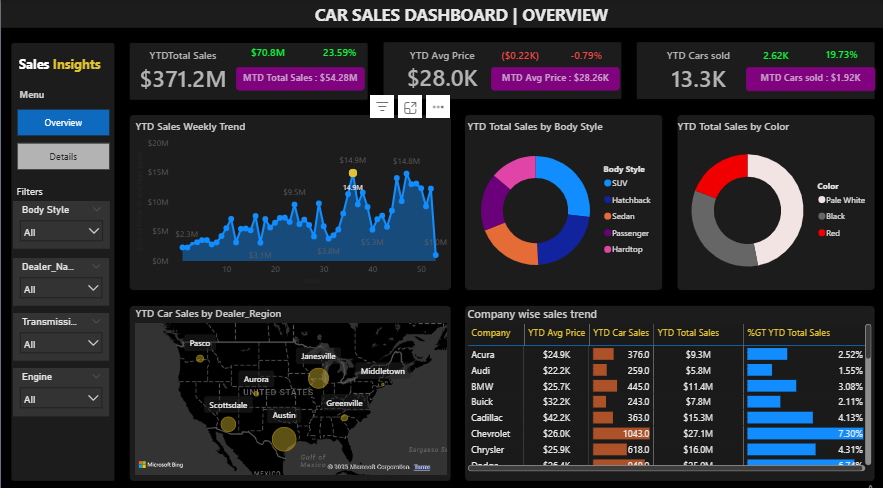 CAR SALES DASHBOARD | OVERVIEW
Sales Insights
Menu
Overview
Details
Filters
Body Style
All
Dealer_Na...
All
Transmissi...
All
Engine
All
YTDTotal Sales
$70.8M
23.59%
$371.2M
MTD Total Sales : $54.28M
YTD Avg Price
($0.22K)
-0.79%
$28.0K
MTD Avg Price : $28.26K
YTD Cars sold
2.62K
19.73%
13.3K
MTD Cars sold : $1.92K
YTD Sales Weekly Trend
$20M
$15M
$10M
$5M
$0M
$2.3M
$3.1M
$9.5M
$3.8M
$14.9M
14.9M
$5.3M
$14.8M
10
20
30
40
50
YTD Total Sales by Body Style
Body Style
SUV
Hatchback
Sedan
Passenger
Hardtop
YTD Total Sales by Color
Color
Pale White
Black
Red
YTD Car Sales by Dealer_Region
Pasco
Janesville
Aurora
Middletown
UNITED STATES
Scottsdale
Greenville
Austin
Gulf of
Mexico
MEXICO
Sargasso S
Microsoft Bing
© 2025 Microsoft Corporation Terms
Company wise sales trend
Company YTD Avg Price YTD Car Sales YTD Total Sales %GT YTD Total Sales
Acura $24.9K 376.0 $9.3M 2.52%
Audi $22.2K 259.0 $5.8M 1.55%
BMW $25.7K 445.0 $11.4M 3.08%
Buick $32.2K 243.0 $7.8M 2.11%
Cadillac $42.2K 363.0 $15.3M 4.13%
Chevrolet $26.0K 1043.0 $27.1M 7.30%
Chrysler $25.9K 618.0 $16.0M 4.31%
Dodge